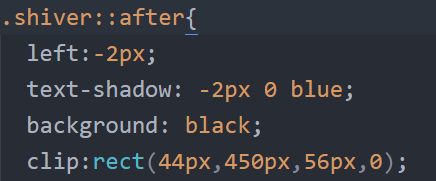 .shiver::after{
left:-2px;
text-shadow: -2px 0 blue;
background: black;
clip:rect(44px,450px,56px,0);